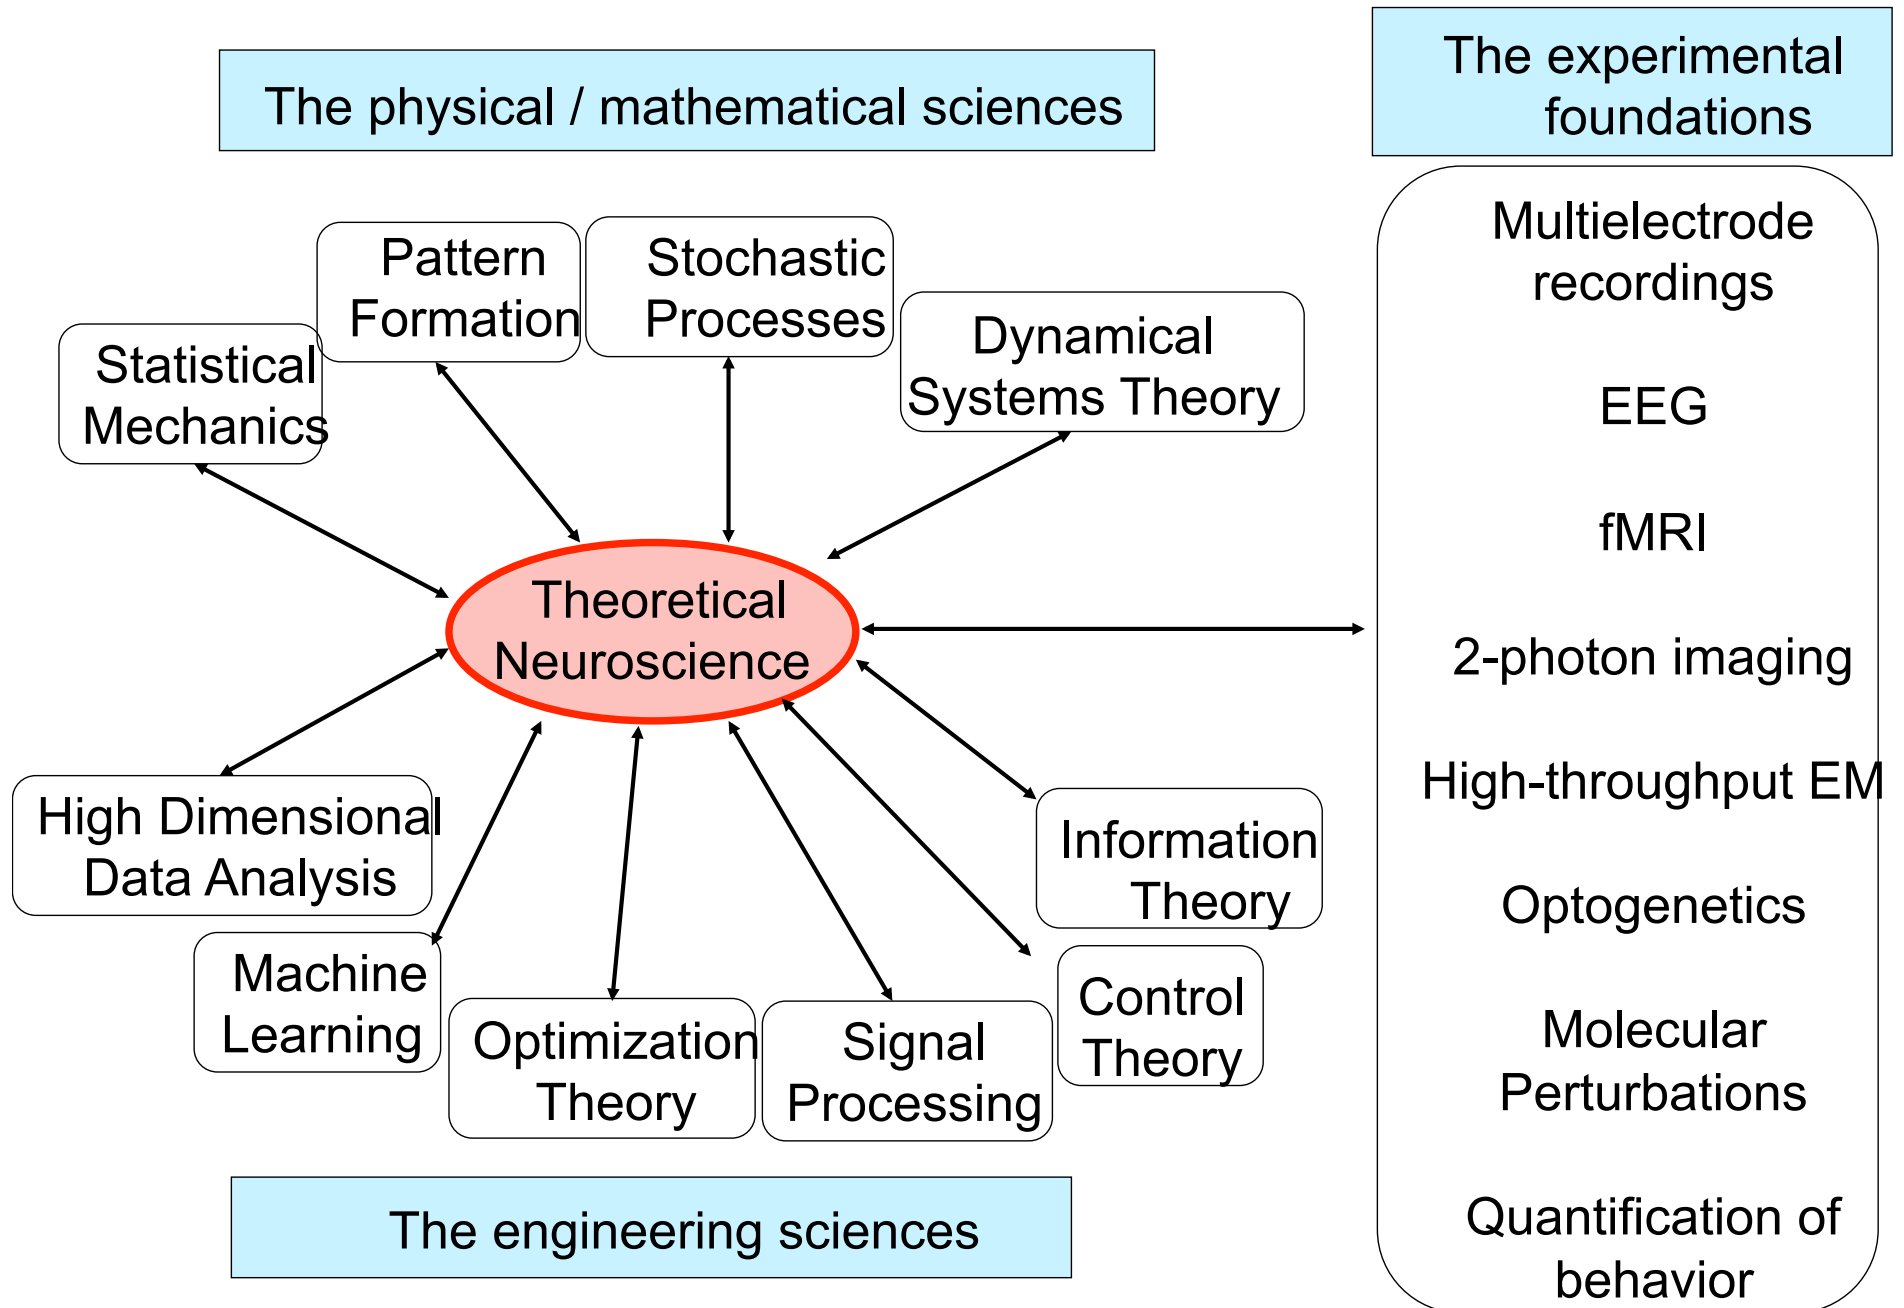 The physical / mathematical sciences
The experimental
foundations
Pattern
Formation
Stochastic
Processes
Statistical
Mechanics
Dynamical
Systems Theory
Theoretical
Neuroscience
High Dimensional
Data Analysis
Machine
Learning
Optimization
Theory
Signal
Processing
Control
Theory
Information
Theory
The engineering sciences
Multielectrode
recordings
EEG
fMRI
2-photon imaging
High-throughput EM
Optogenetics
Molecular
Perturbations
Quantification of
behavior